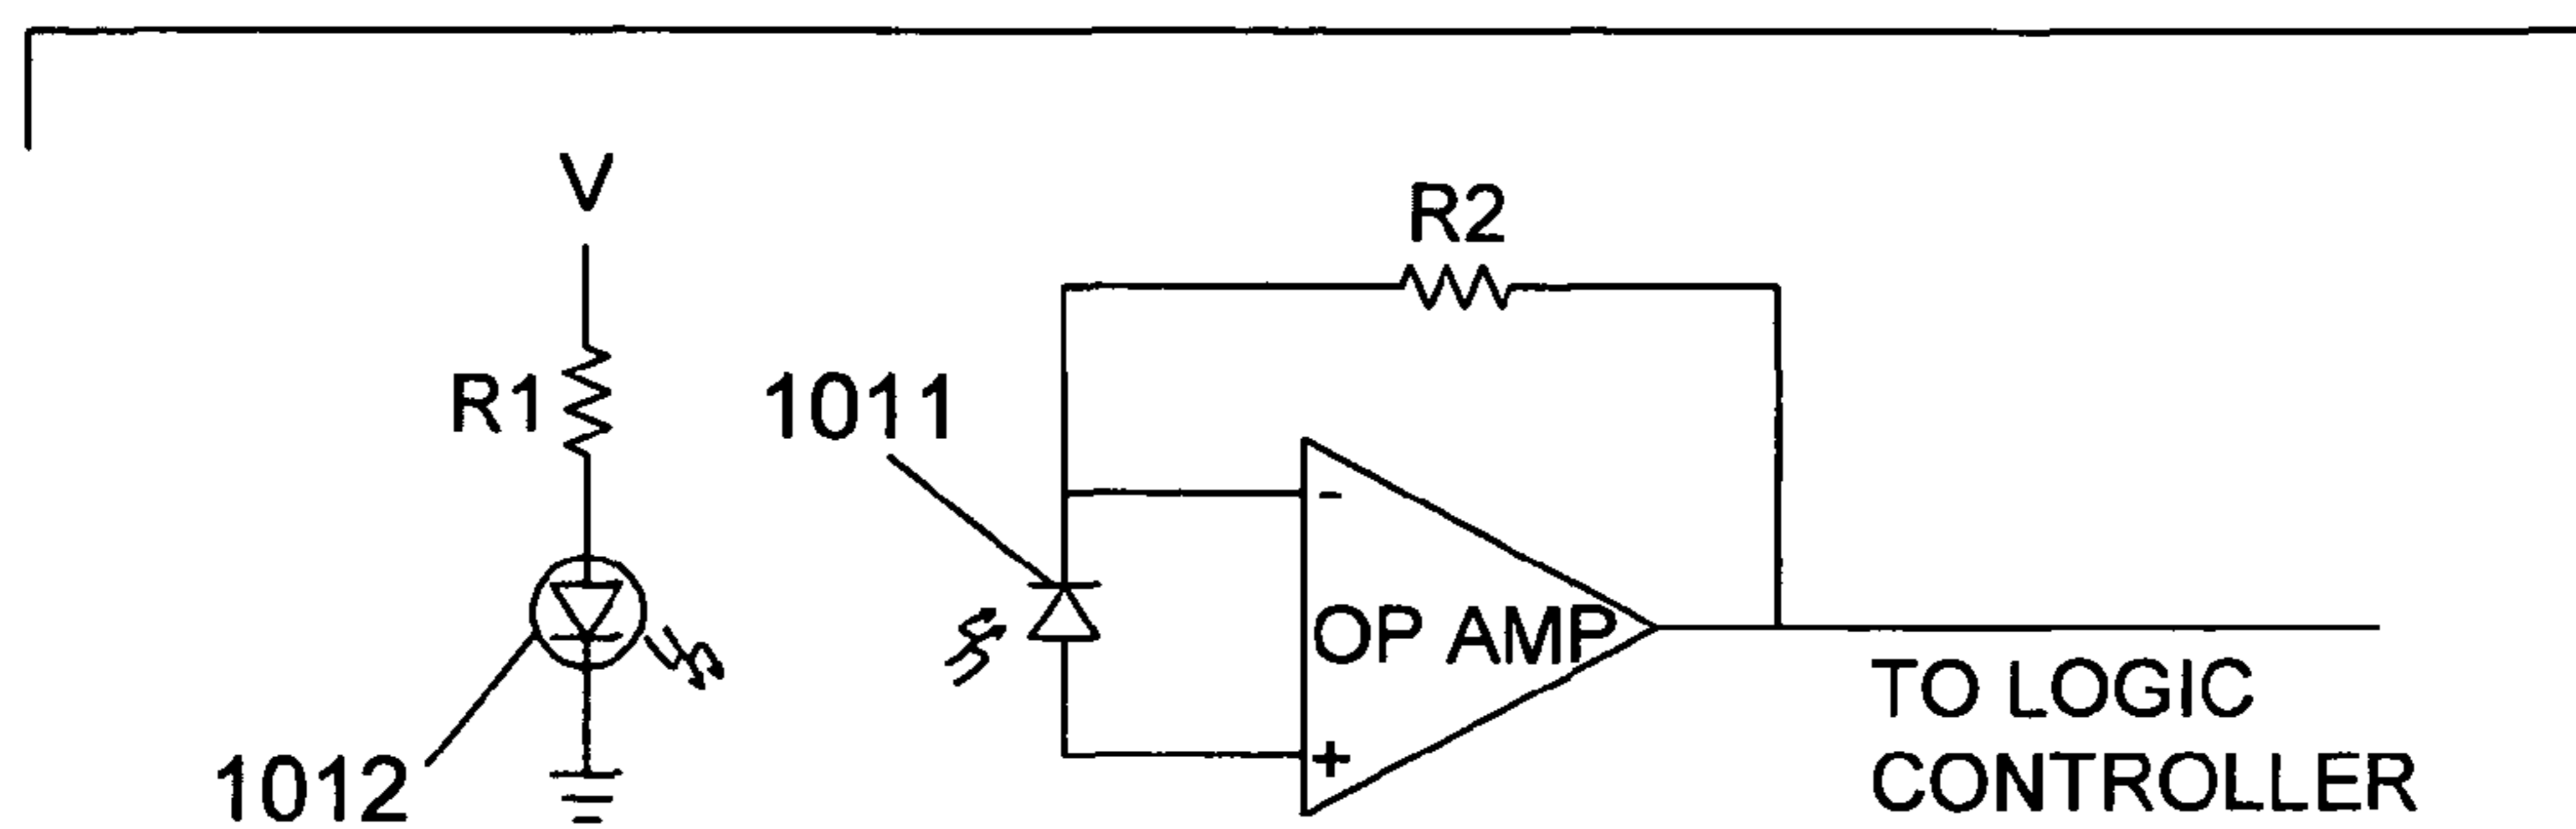 V
R2
R1
1011
-
OP AMP
+
1012
TO LOGIC
CONTROLLER